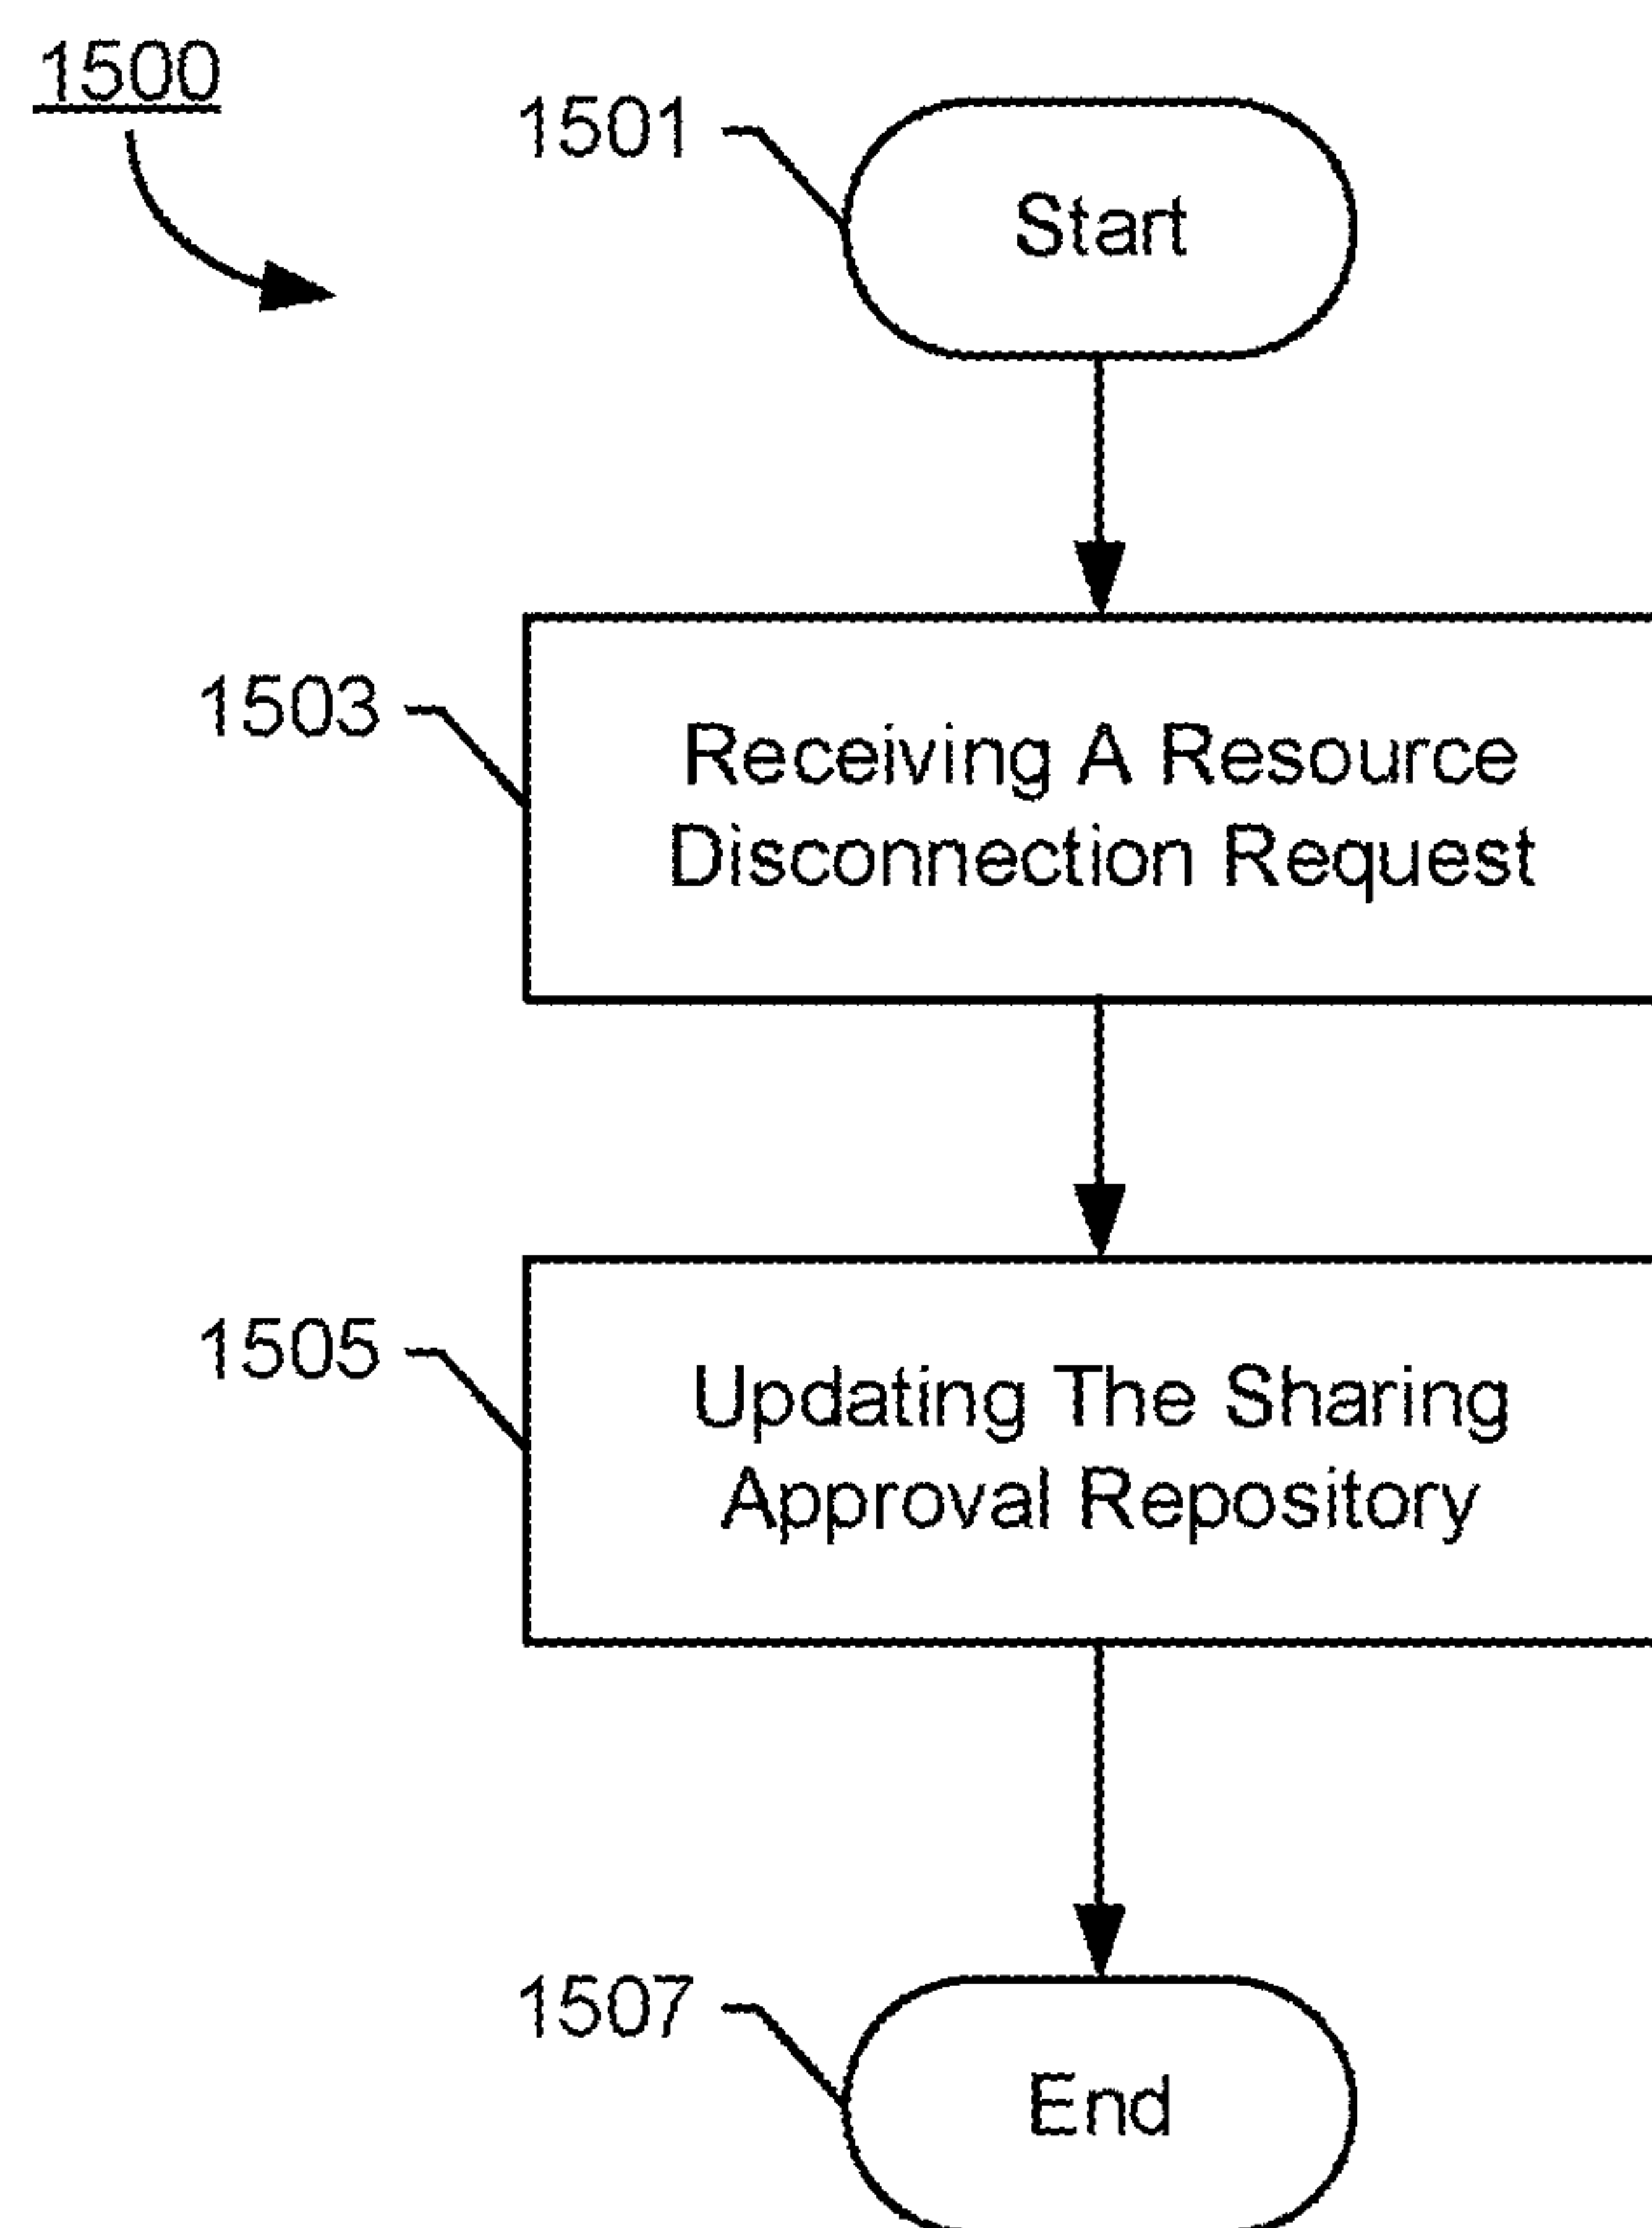 1500
1501
Start
1503
Receiving A Resource
Disconnection Request
1505
Updating The Sharing
Approval Repository
1507
End